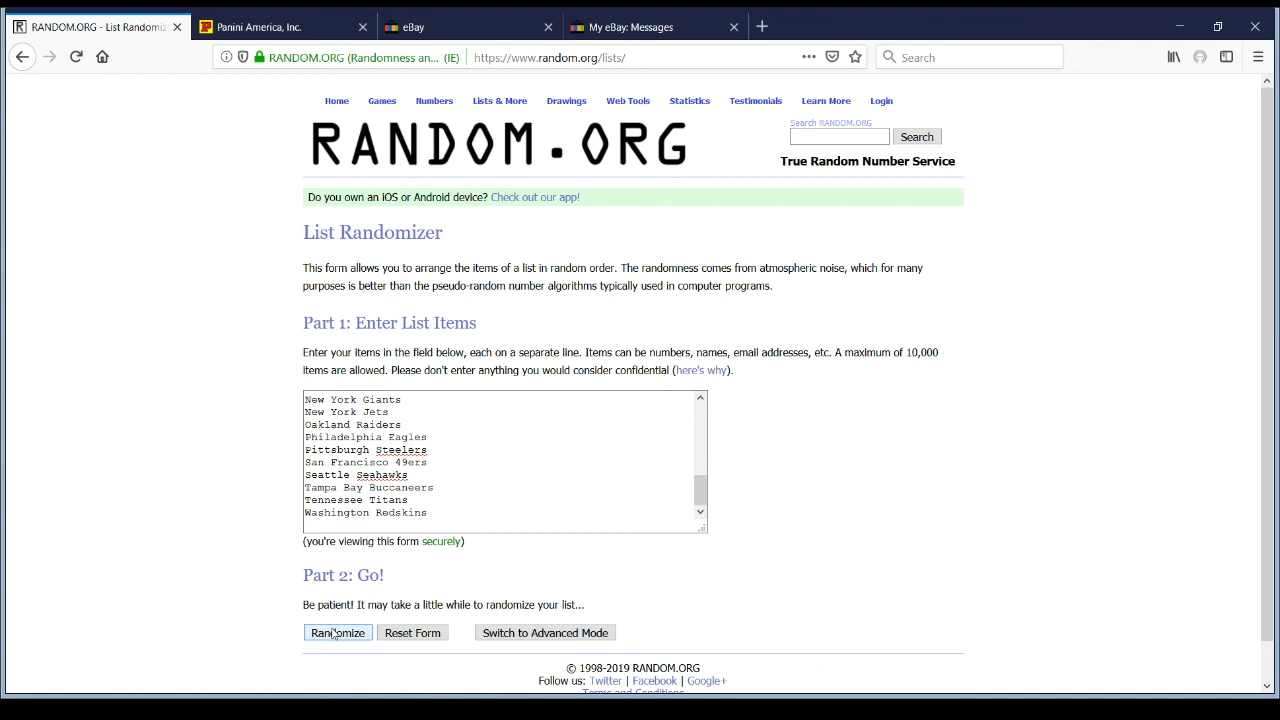 RANDOM.ORG - List Randomiz
Panini America, Inc.
eBay
My eBay: Messages
RANDOM.ORG (Randomness an... (IE)
https://www.random.org/lists/
Search
Home Games Numbers Lists & More Drawings Web Tools Statistics Testimonials Learn More Login
RANDOM.ORG
Search RANDOM.ORG
Search
True Random Number Service
Do you own an iOS or Android device? Check out our app!
List Randomizer
This form allows you to arrange the items of a list in random order. The randomness comes from atmospheric noise, which for many
purposes is better than the pseudo-random number algorithms typically used in computer programs.
Part 1: Enter List Items
Enter your items in the field below, each on a separate line. Items can be numbers, names, email addresses, etc. A maximum of 10,000
items are allowed. Please don't enter anything you would consider confidential (here's why).
New York Giants
New York Jets
Oakland Raiders
Philadelphia Eagles
Pittsburgh Steelers
San Francisco 49ers
Seattle Seahawks
Tampa Bay Buccaneers
Tennessee Titans
Washington Redskins
(you're viewing this form securely)
Part 2: Go!
Be patient! It may take a little while to randomize your list...
Randomize Reset Form Switch to Advanced Mode
© 1998-2019 RANDOM.ORG
Follow us: Twitter | Facebook | Google+
Terms and Conditions